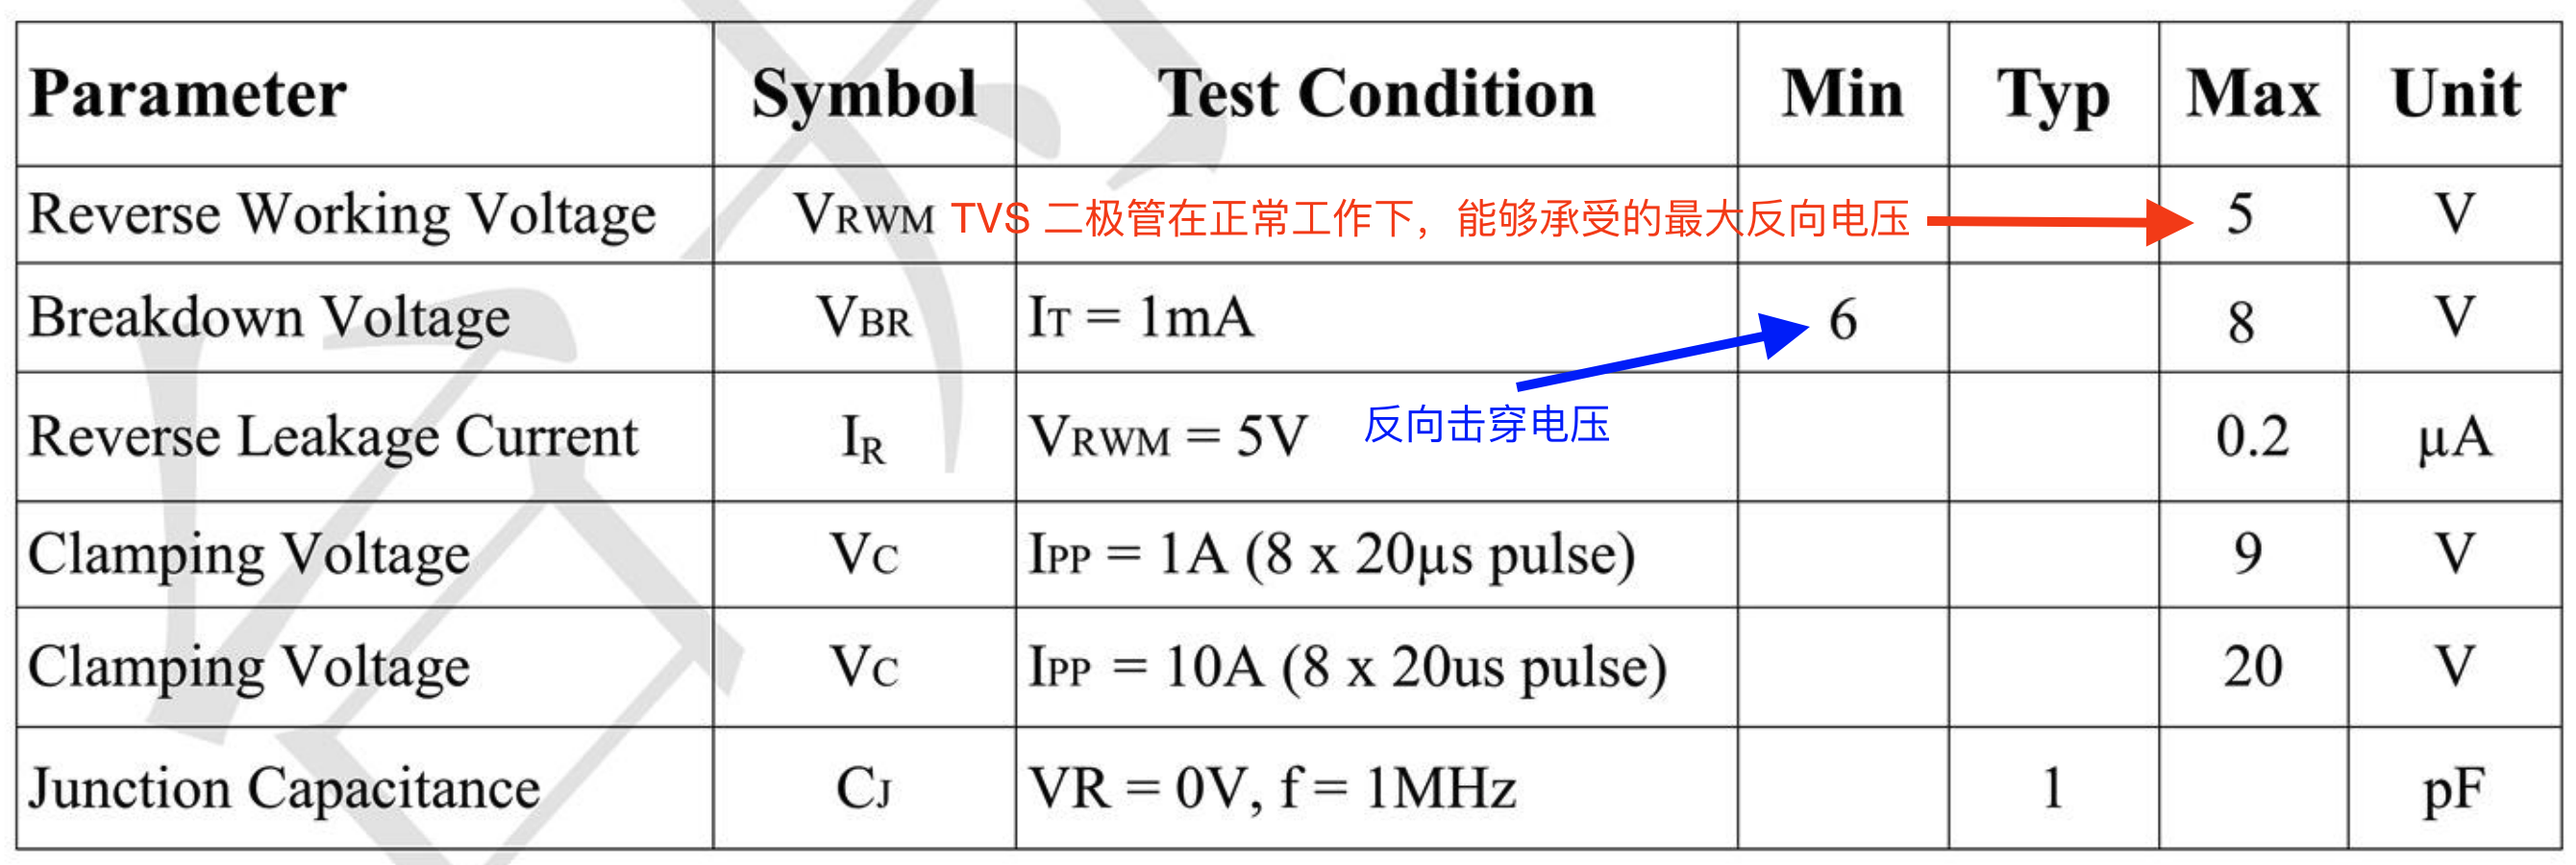 Parameter Symbol Test Condition Min Typ Max Unit
Reverse Working Voltage VRWM TVS 二极管在正常工作下，能够承受的最大反向电压 5 V
Breakdown Voltage VBR IT = 1mA 6 8 V
Reverse Leakage Current IR VRWM = 5V 反向击穿电压 0.2 µA
Clamping Voltage VC IPP = 1A (8 x 20µs pulse) 9 V
Clamping Voltage VC IPP = 10A (8 x 20us pulse) 20 V
Junction Capacitance CJ VR = 0V, f = 1MHz 1 pF